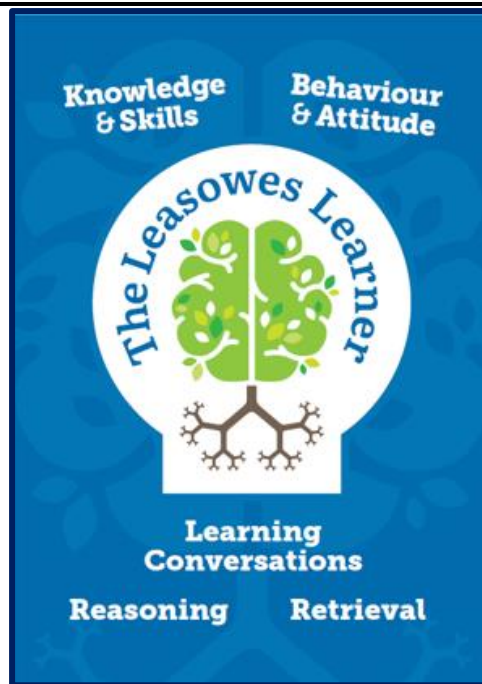 Knowledge
& Skills
Behaviour
& Attitude
The Leasowes Learner
Learning
Conversations
Reasoning
Retrieval